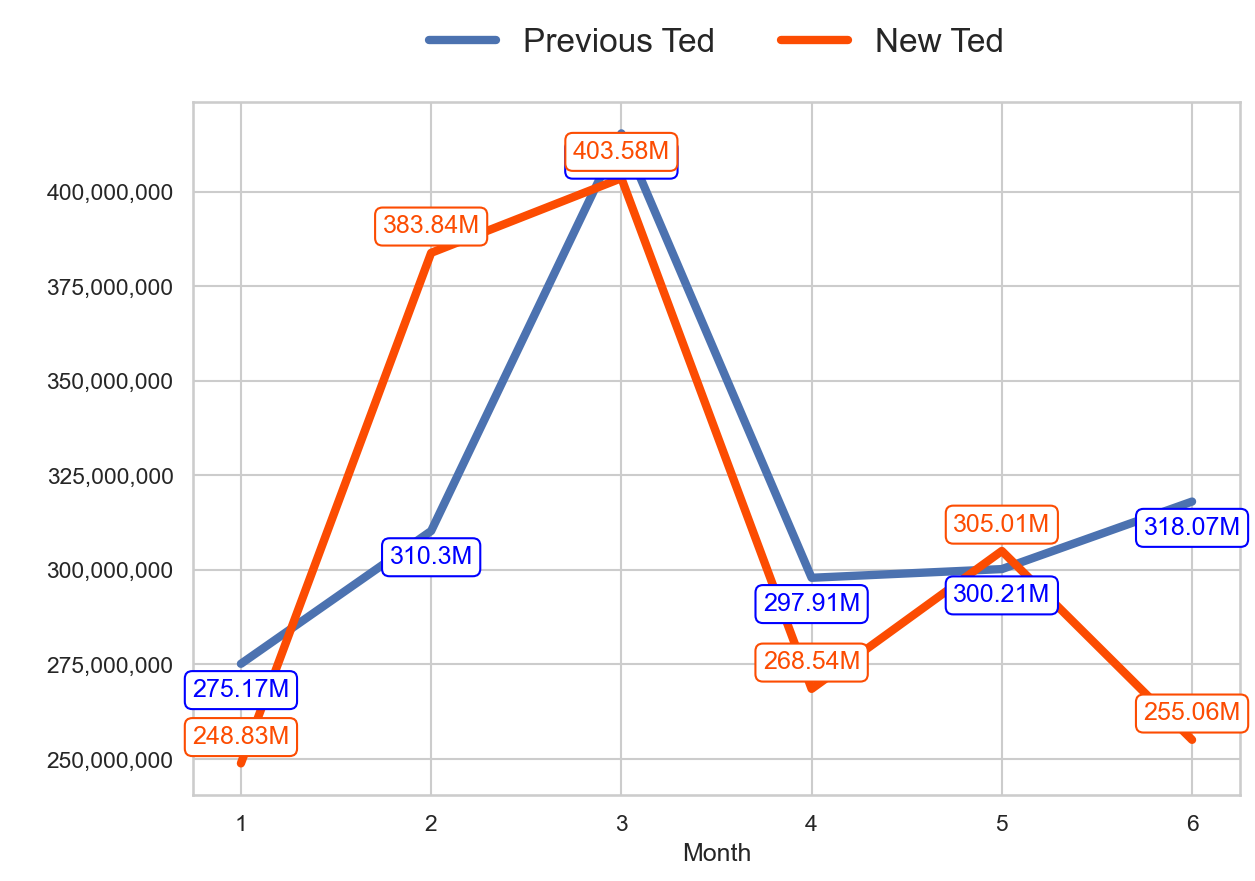 Previous Ted New Ted
403.58M
400,000,000
383.84M
375,000,000
350,000,000
325,000,000
305.01M
318.07M
310.3M
300,000,000
300.21M
297.91M
275,000,000
268.54M
275.17M
255.06M
248.83M
250,000,000
1 2 3 4 5 6
Month